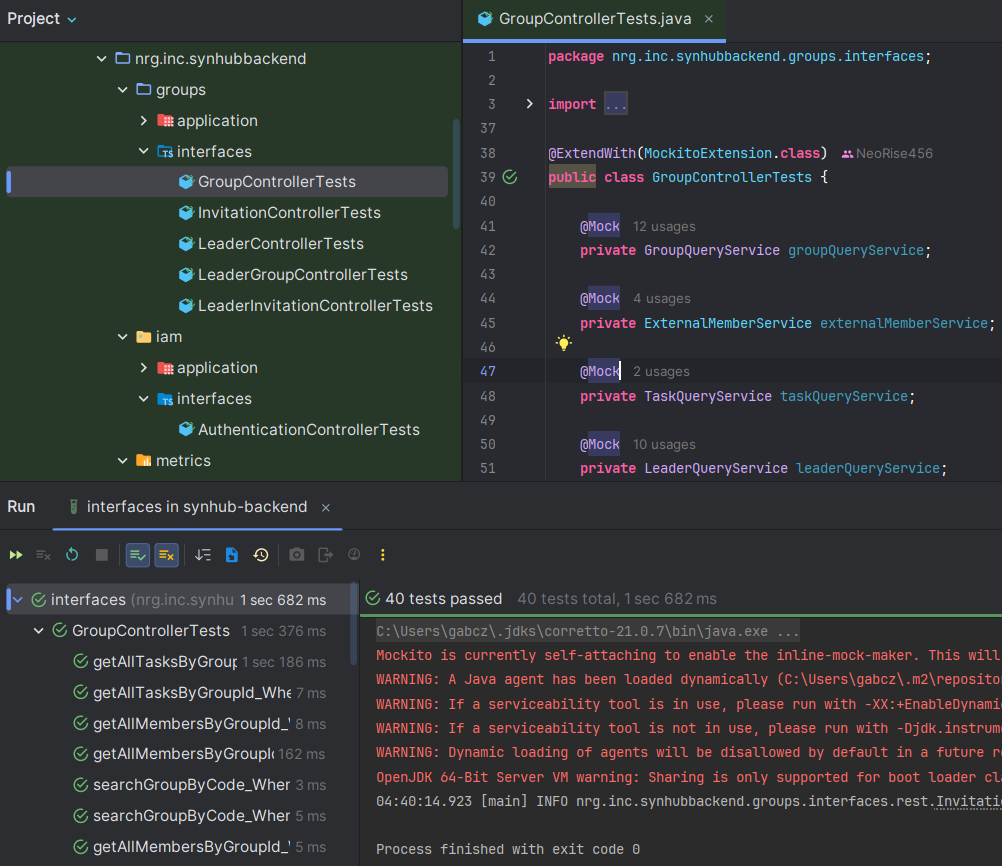 Project
nrg.inc.synhubbackend
groups
application
interfaces
GroupControllerTests
InvitationControllerTests
LeaderControllerTests
LeaderGroupControllerTests
LeaderInvitationControllerTests
iam
application
interfaces
AuthenticationControllerTests
metrics
GroupControllerTests.java
1 package nrg.inc.synhubbackend.groups.interfaces;
2
3 import ...
37
38 @ExtendWith(MockitoExtension.class) NeoRise456
39 public class GroupControllerTests {
40
41 @Mock 12 usages
42 private GroupQueryService groupQueryService;
43
44 @Mock 4 usages
45 private ExternalMemberService externalMemberService;
46
47 @Mock 2 usages
48 private TaskQueryService taskQueryService;
49
50 @Mock 10 usages
51 private LeaderQueryService leaderQueryService;
Run interfaces in synhub-backend
interfaces (nrg.inc.synhu 1 sec 682 ms
GroupControllerTests 1 sec 376 ms
getAllTasksByGroup 1 sec 186 ms
getAllTasksByGroupId_Whe 7 ms
getAllMembersByGroupId_ 8 ms
getAllMembersByGroupId 162 ms
searchGroupByCode_Wher 3 ms
searchGroupByCode_Wher 5 ms
getAllMembersByGroupId_ 5 ms
40 tests passed 40 tests total, 1 sec 682 ms
C:\Users\gabcz\.jdks\corretto-21.0.7\bin\java.exe ...
Mockito is currently self-attaching to enable the inline-mock-maker. This will
WARNING: A Java agent has been loaded dynamically (C:\Users\gabcz\.m2\repositor
WARNING: If a serviceability tool is in use, please run with -XX:+EnableDynami
WARNING: If a serviceability tool is not in use, please run with -Djdk.instrum
WARNING: Dynamic loading of agents will be disallowed by default in a future re
OpenJDK 64-Bit Server VM warning: Sharing is only supported for boot loader cla
04:40:14.923 [main] INFO nrg.inc.synhubbackend.groups.interfaces.rest.Invitati
Process finished with exit code 0